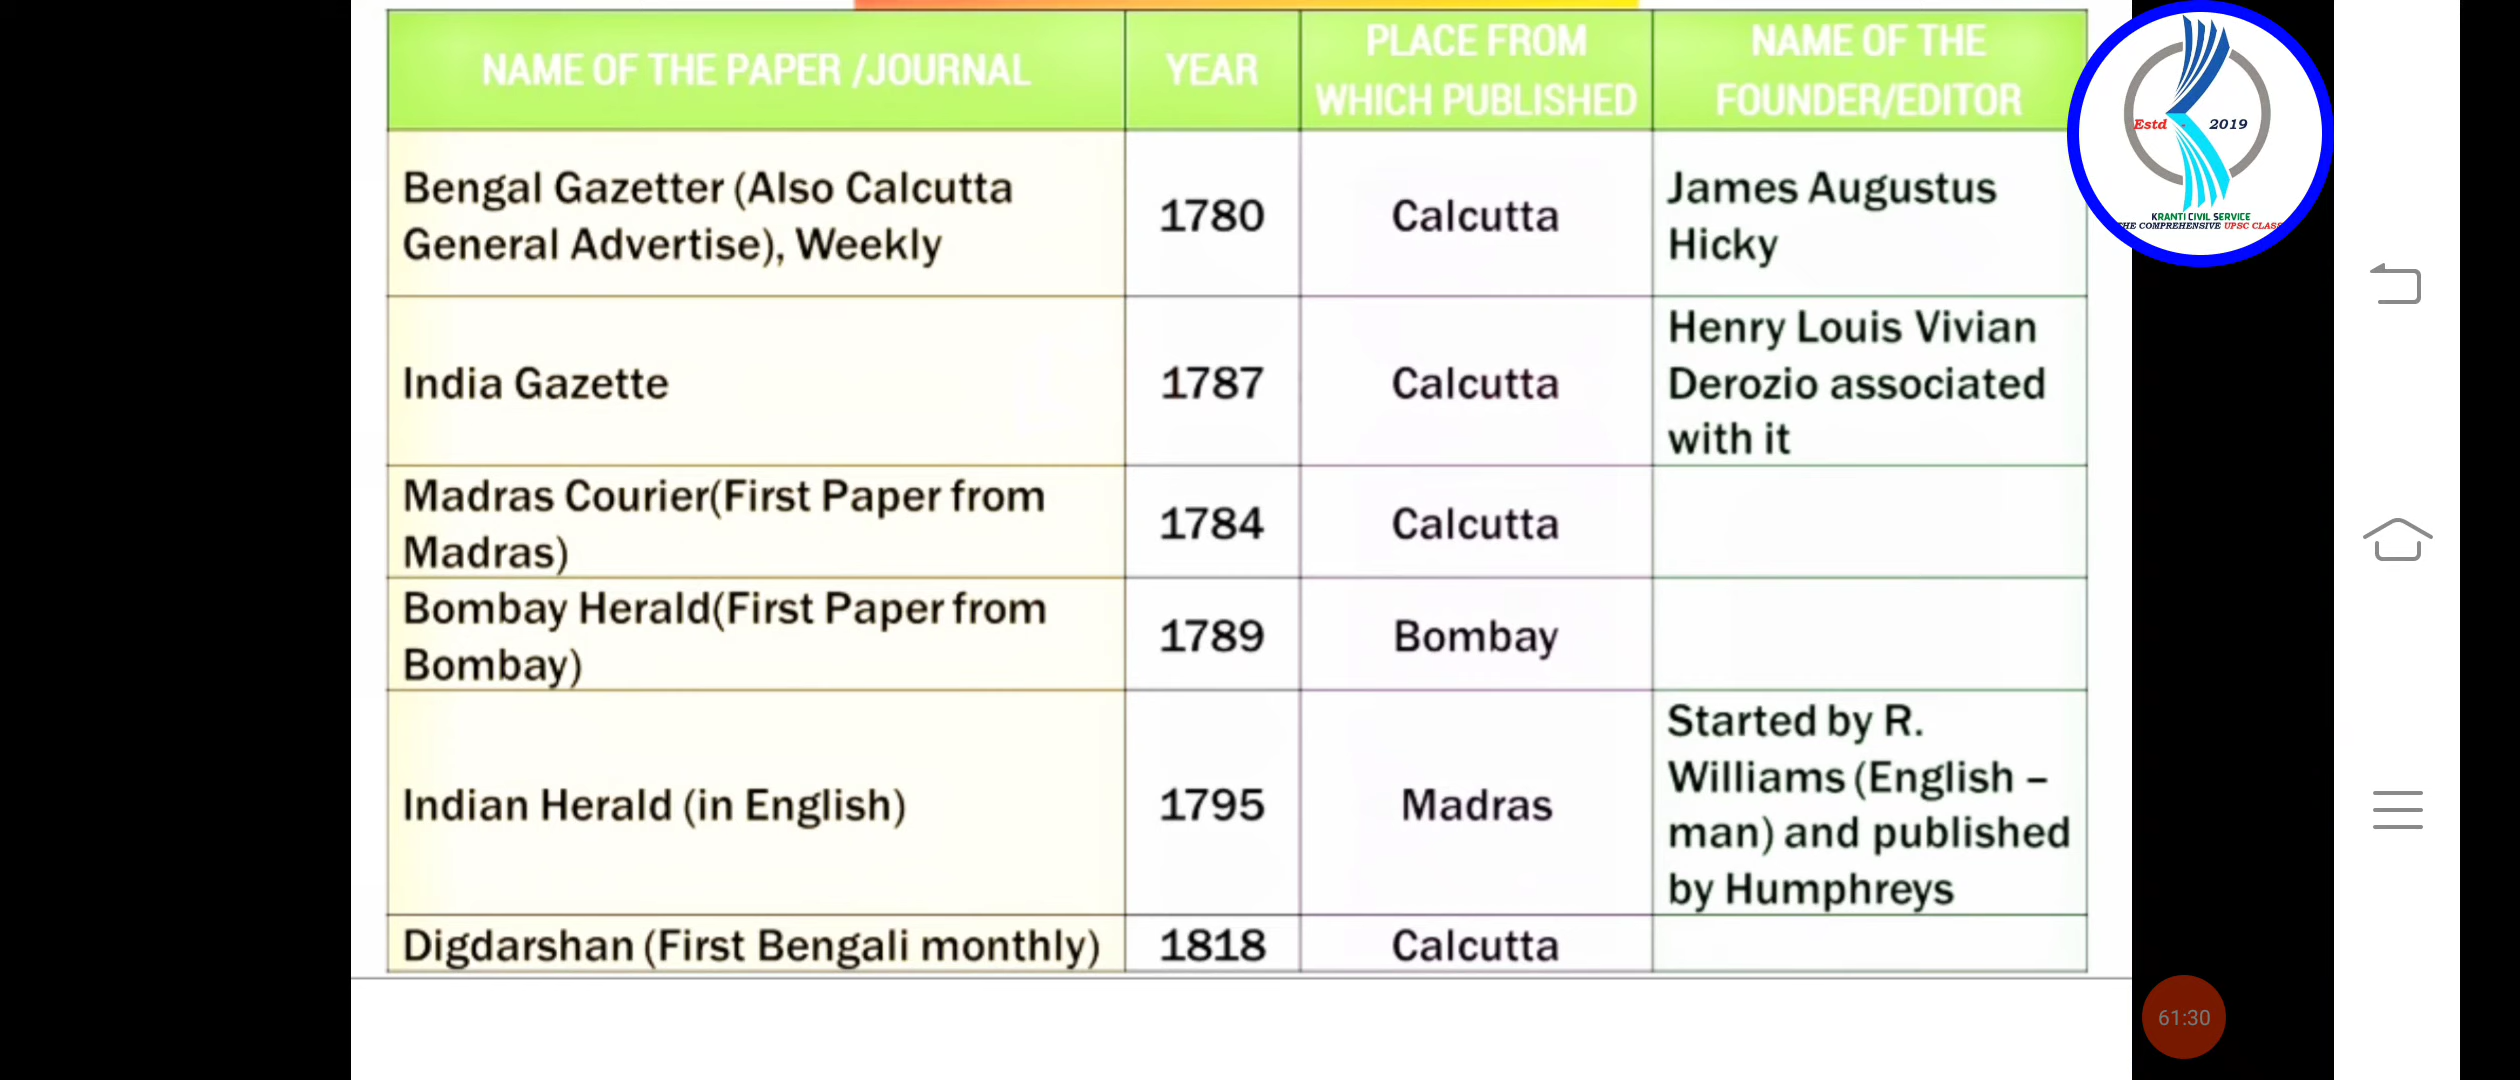 NAME OF THE PAPER /JOURNAL
YEAR
PLACE FROM
WHICH PUBLISHED
NAME OF THE
FOUNDER/EDITOR
Bengal Gazetter (Also Calcutta
General Advertise), Weekly
1780
Calcutta
James Augustus
Hicky
India Gazette
1787
Calcutta
Henry Louis Vivian
Derozio associated
with it
Madras Courier(First Paper from
Madras)
1784
Calcutta
Bombay Herald(First Paper from
Bombay)
1789
Bombay
Indian Herald (in English)
1795
Madras
Started by R.
Williams (English –
man) and published
by Humphreys
Digdarshan (First Bengali monthly)
1818
Calcutta
Estd - 2019
KRANTI CIVIL SERVICE
THE COMPREHENSIVE UPSC CLASS
61:30